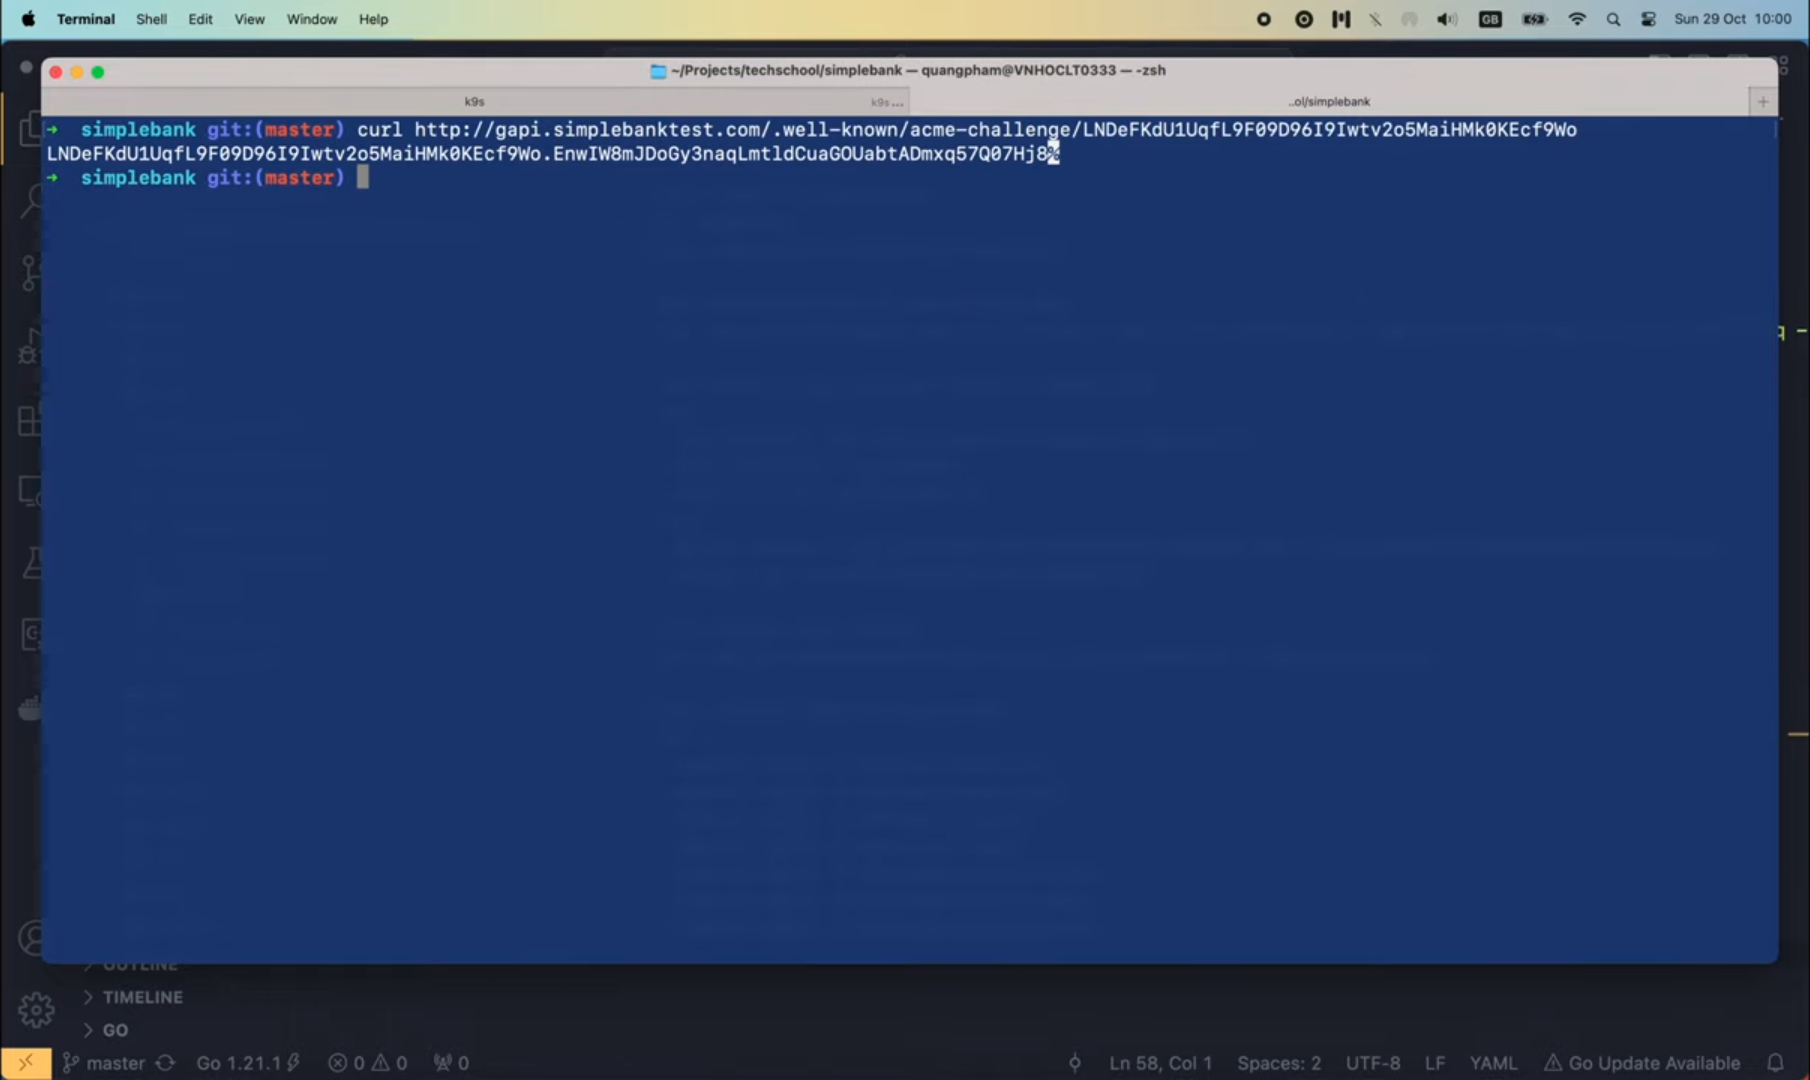 Terminal Shell Edit View Window Help GB Sun 29 Oct 10:00
~/Projects/techschool/simplebank — quangpham@VNHOCLT0333 — -zsh
k9s k9s... ..ol/simplebank +
→ simplebank git:(master) curl http://gapi.simplebanktest.com/.well-known/acme-challenge/LNDeFKdU1UqfL9F09D96I9Iwtv2o5MaiHMk0KEcf9Wo
LNDeFKdU1UqfL9F09D96I9Iwtv2o5MaiHMk0KEcf9Wo.EnwIW8mJDoGy3naqLmtldCuaGOUabtADmxq57Q07Hj8%
→ simplebank git:(master)
OUTLINE
TIMELINE
GO
master Go 1.21.1 0 0 0 Ln 58, Col 1 Spaces: 2 UTF-8 LF YAML Go Update Available